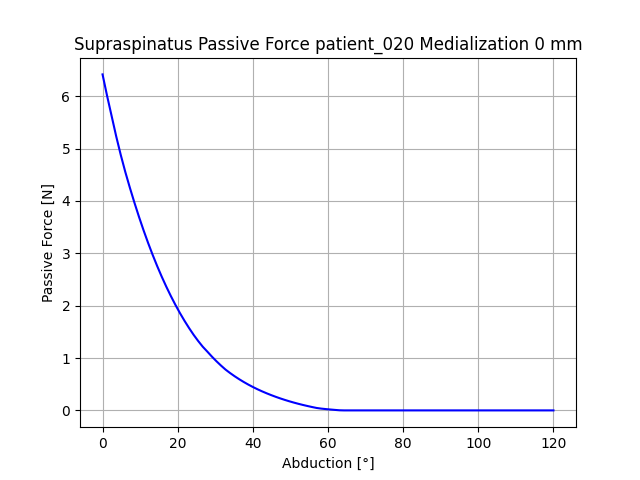 Supraspinatus Passive Force patient_020 Medialization 0 mm
Passive Force [N]
6
5
4
3
2
1
0
0 20 40 60 80 100 120
Abduction [°]